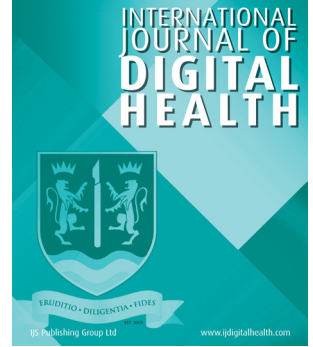 INTERNATIONAL
JOURNAL OF
DIGITAL
HEALTH
ERUDITIO • DILIGENTIA • FIDES
IJS Publishing Group Ltd
www.ijdigitalhealth.com